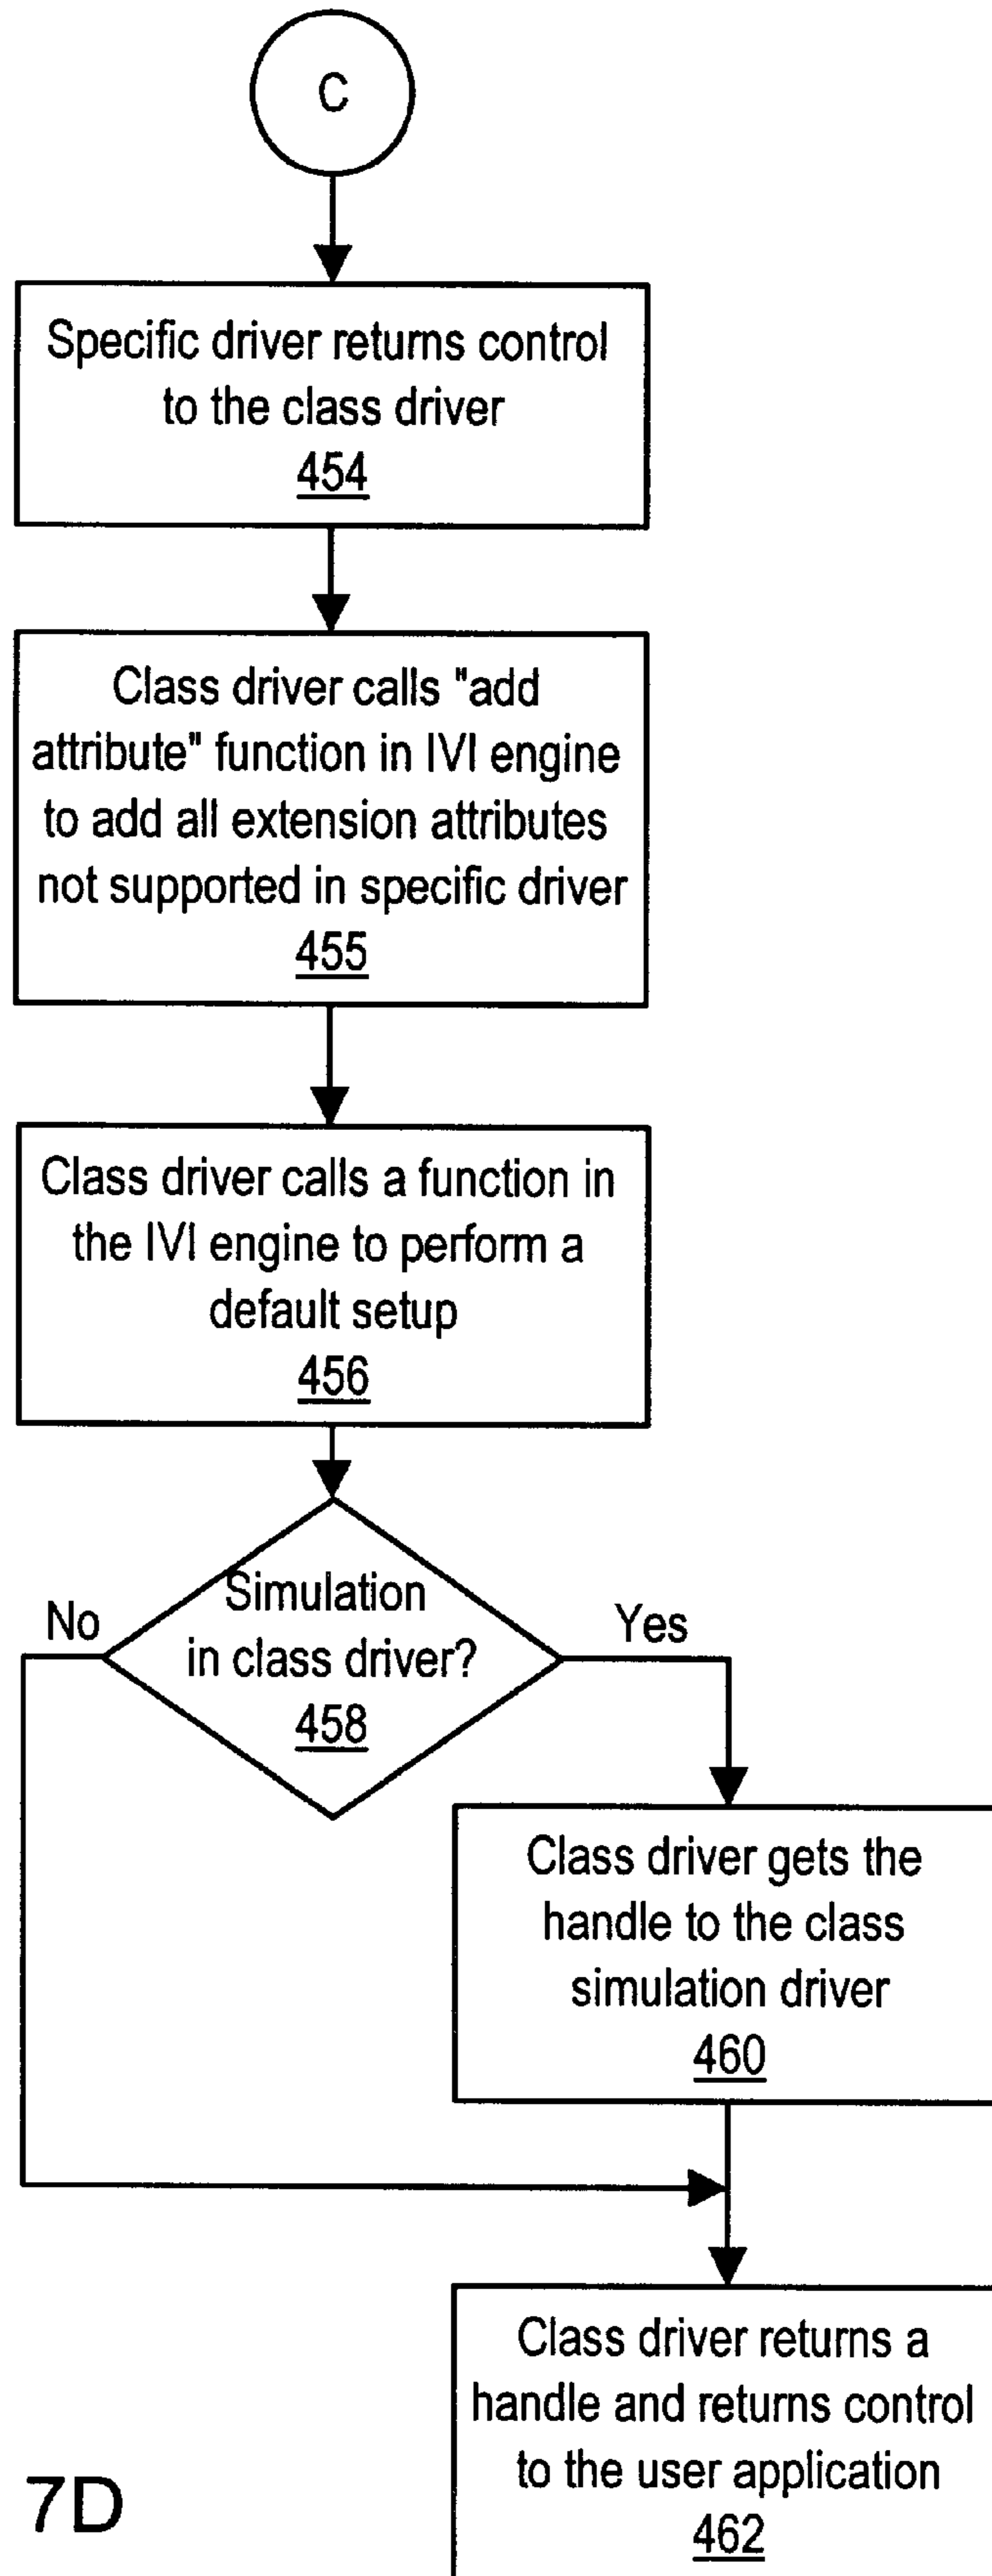 C
Specific driver returns control
to the class driver
454
Class driver calls "add
attribute" function in IVI engine
to add all extension attributes
not supported in specific driver
455
Class driver calls a function in
the IVI engine to perform a
default setup
456
Simulation
in class driver?
458
No
Yes
Class driver gets the
handle to the class
simulation driver
460
Class driver returns a
handle and returns control
to the user application
462
7D